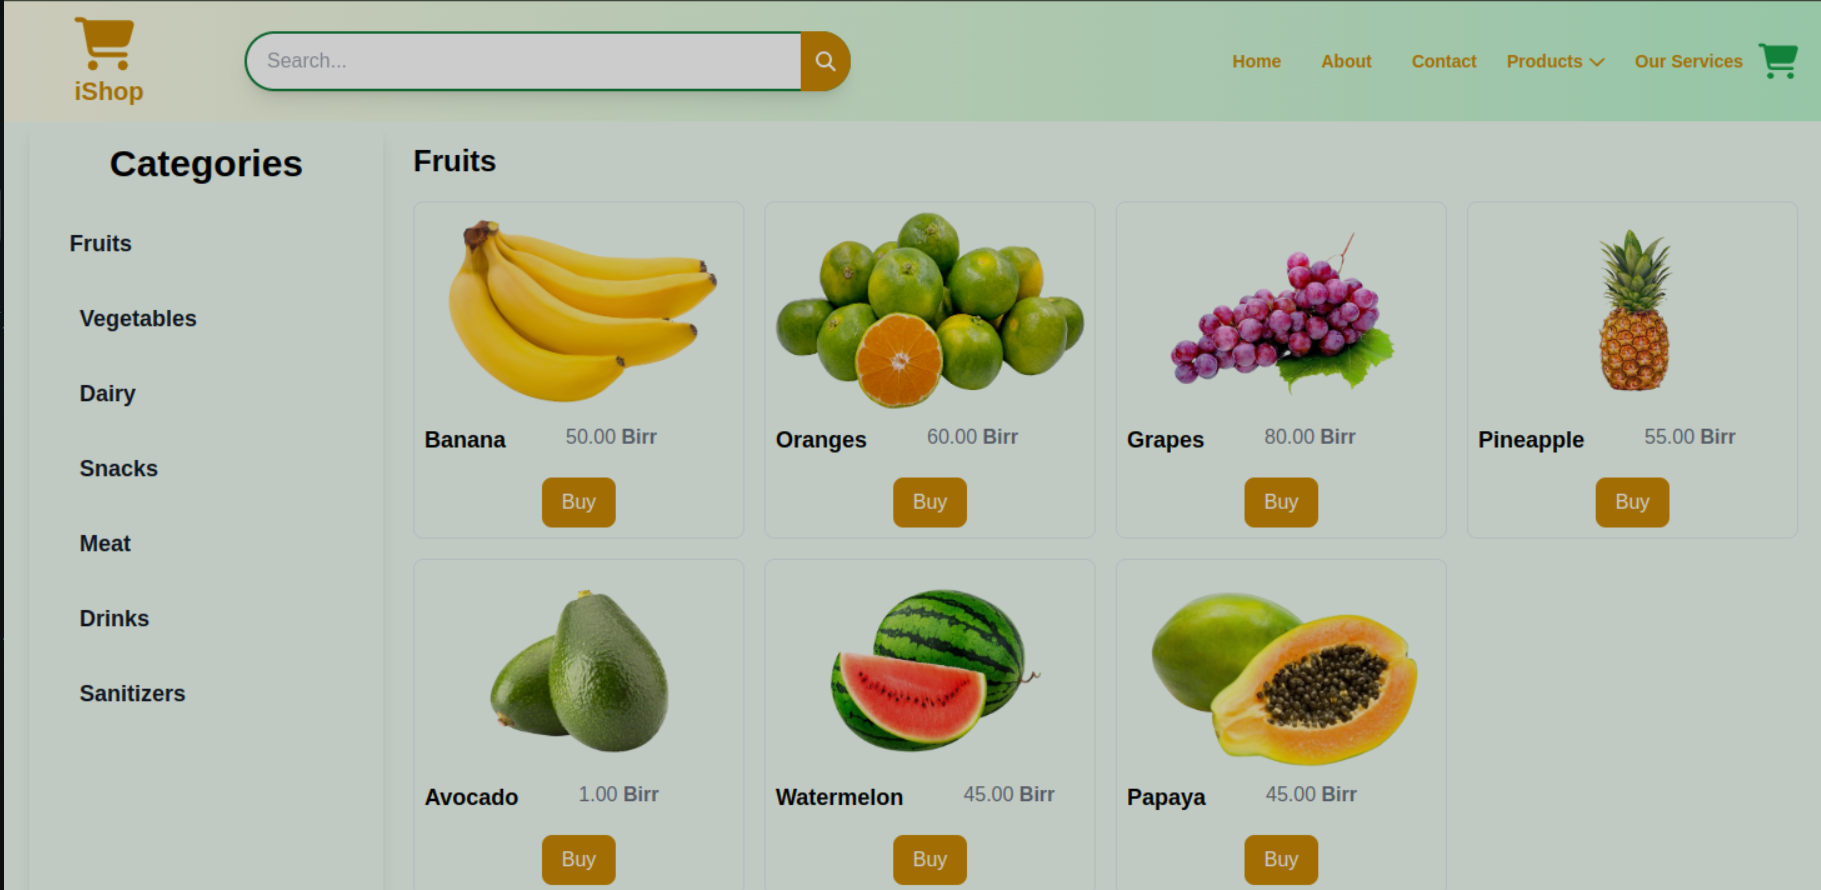 iShop
Search...
Home About Contact Products Our Services
Categories
Fruits
Vegetables
Dairy
Snacks
Meat
Drinks
Sanitizers
Fruits
Banana 50.00 Birr
Buy
Oranges 60.00 Birr
Buy
Grapes 80.00 Birr
Buy
Pineapple 55.00 Birr
Buy
Avocado 1.00 Birr
Buy
Watermelon 45.00 Birr
Buy
Papaya 45.00 Birr
Buy